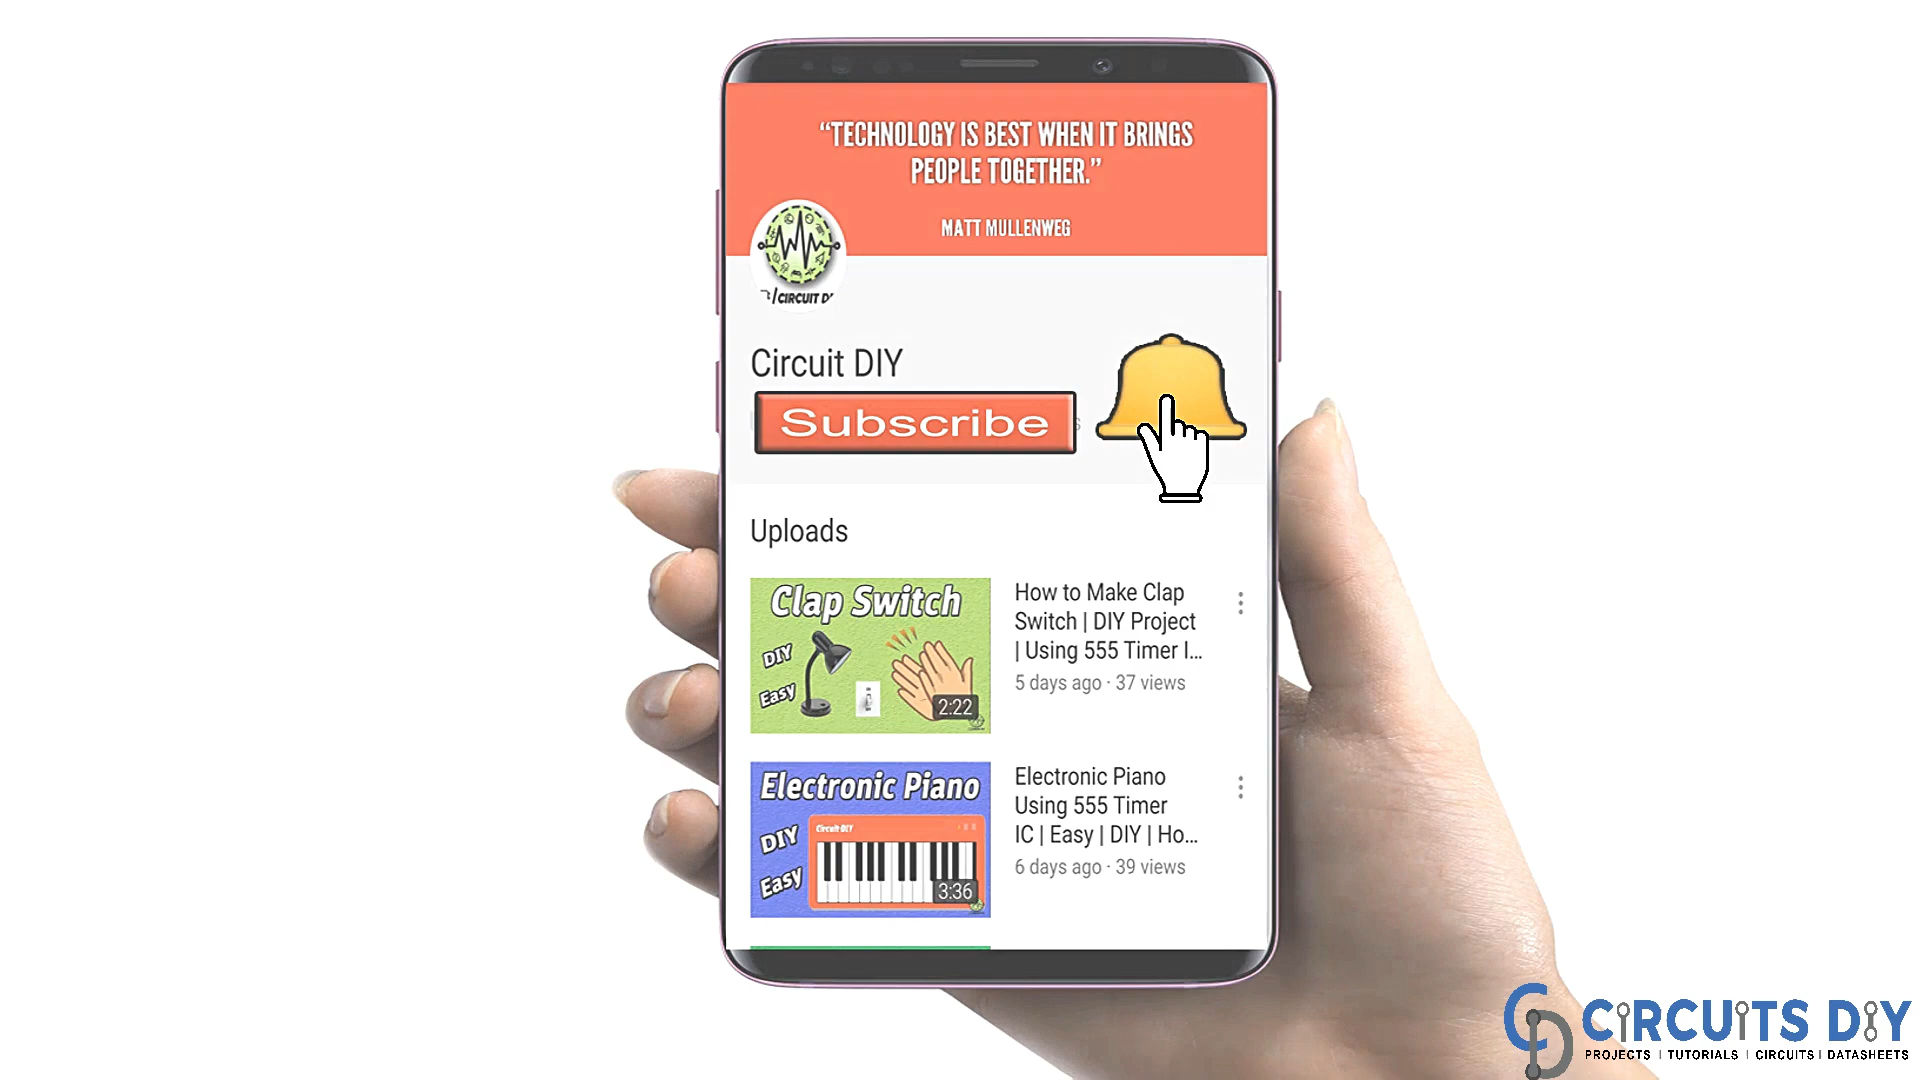 “TECHNOLOGY IS BEST WHEN IT BRINGS
PEOPLE TOGETHER.”
MATT MULLENWEG
/CIRCUIT
Circuit DIY
Subscribe
Uploads
Clap Switch
DIY
Easy
2:22
How to Make Clap
Switch | DIY Project
| Using 555 Timer I...
5 days ago · 37 views
Electronic Piano
DIY
Easy
Circuit DIY
3:36
Electronic Piano
Using 555 Timer
IC | Easy | DIY | Ho...
6 days ago · 39 views
CD CiRCUiTS DiY
PROJECTS | TUTORIALS | CIRCUITS | DATASHEETS